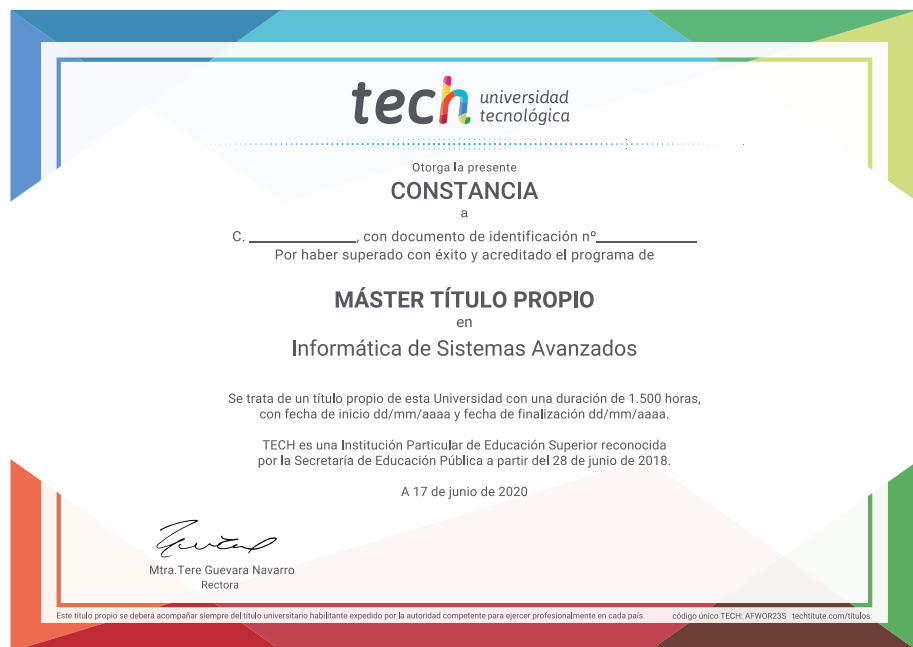 tech universidad
tecnológica
Otorga la presente
CONSTANCIA
a
C. ____________, con documento de identificación nº____________
Por haber superado con éxito y acreditado el programa de
MÁSTER TÍTULO PROPIO
en
Informática de Sistemas Avanzados
Se trata de un título propio de esta Universidad con una duración de 1.500 horas,
con fecha de inicio dd/mm/aaaa y fecha de finalización dd/mm/aaaa.
TECH es una Institución Particular de Educación Superior reconocida
por la Secretaría de Educación Pública a partir del 28 de junio de 2018.
A 17 de junio de 2020
Mtra.Tere Guevara Navarro
Rectora
Este título propio se deberá acompañar siempre del título universitario habilitante expedido por la autoridad competente para ejercer profesionalmente en cada país. código único TECH: AFWOR23S techtitute.com/titulos